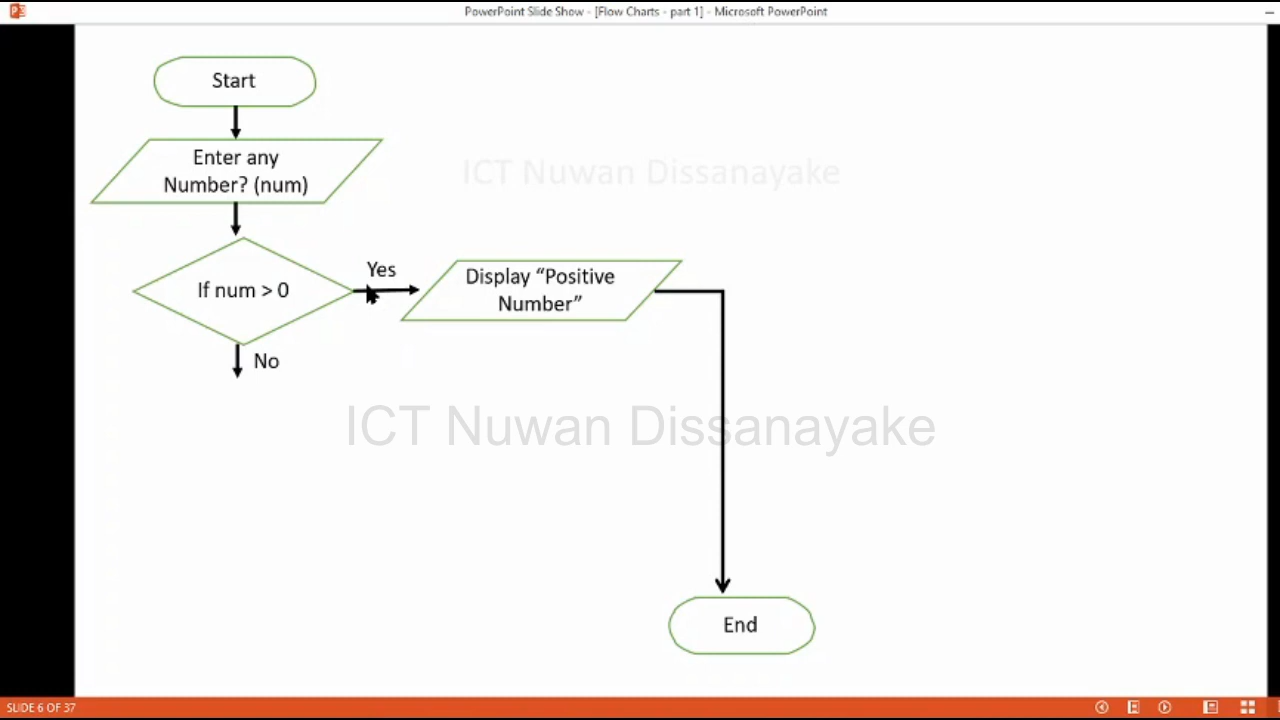 PowerPoint Slide Show - [Flow Charts - part 1] - Microsoft PowerPoint
Start
Enter any
Number? (num)
ICT Nuwan Dissanayake
If num > 0
Yes
Display “Positive
Number”
No
ICT Nuwan Dissanayake
End
SLIDE 6 OF 37